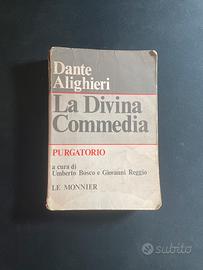 Dante
Alighieri
La Divina
Commedia
PURGATORIO
a cura di
Umberto Bosco e Giovanni Reggio
LE MONNIER
subito